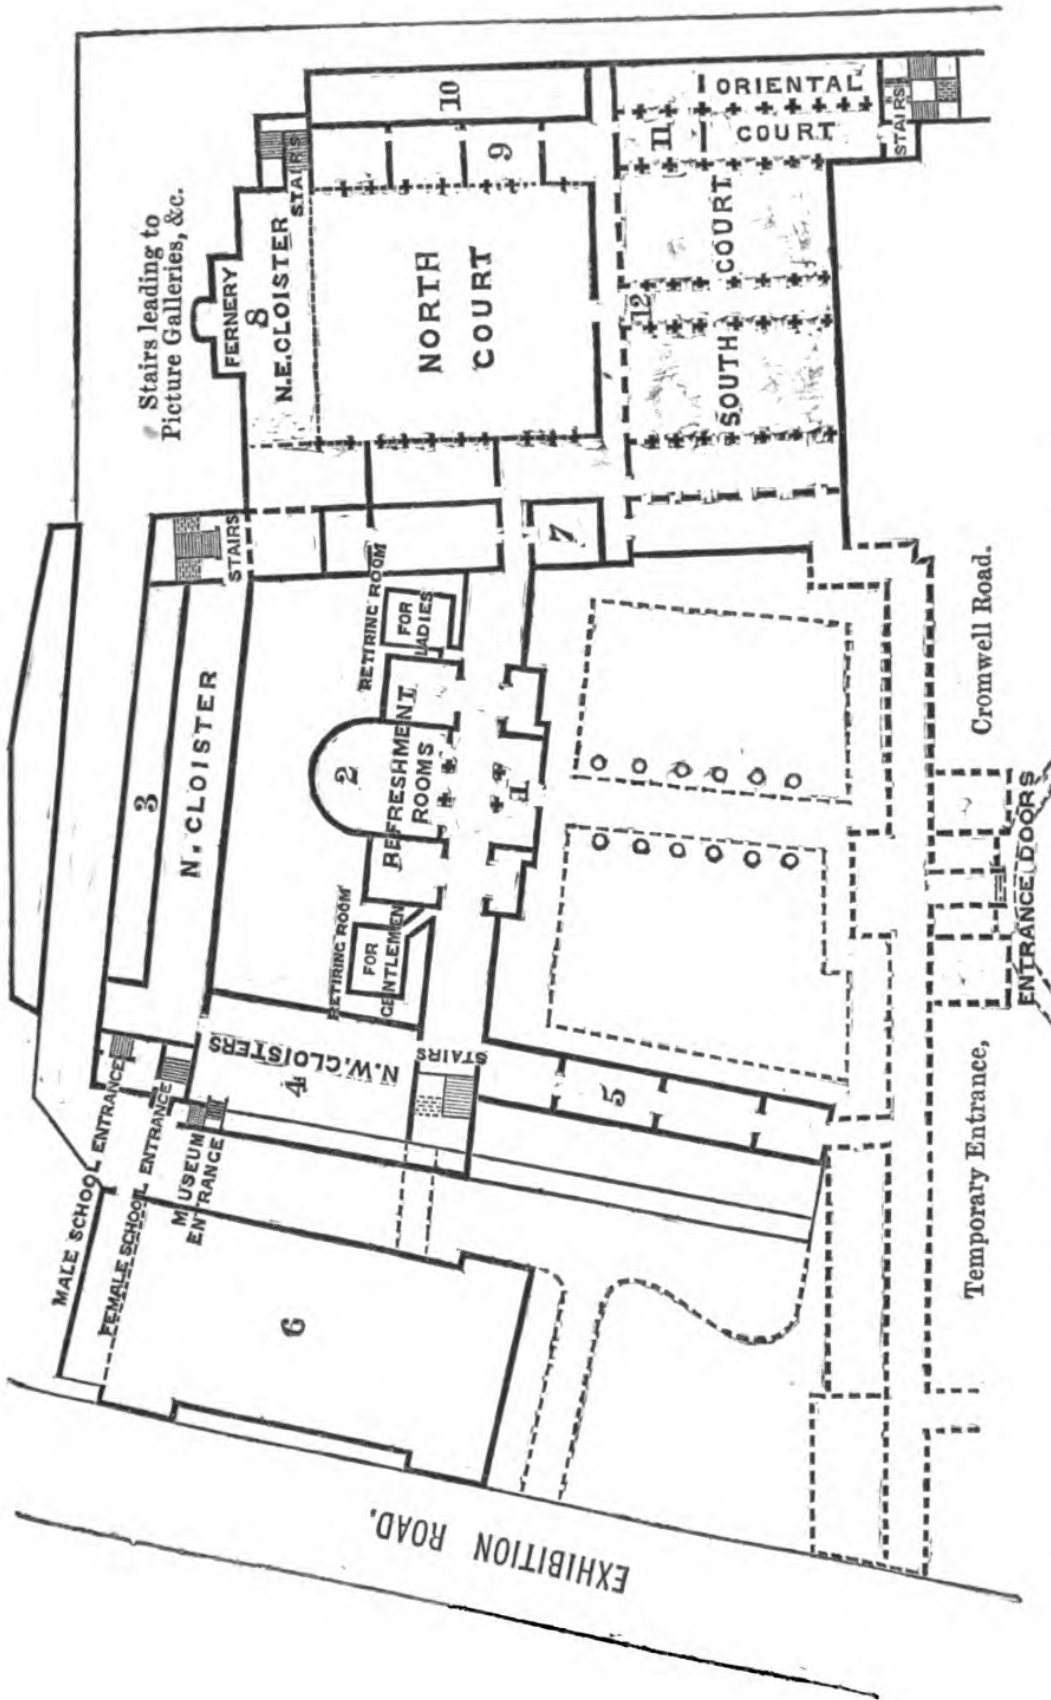 Stairs leading to
Picture Galleries, &c.
MALE SCHOOL ENTRANCE
FEMALE SCHOOL ENTRANCE
MUSEUM
ENTRANCE
3
N. CLOISTER
STAIRS
FERNERY
8
N.E. CLOISTER
STAIRS
10
9
NORTH
COURT
6
4
N.W. CLOISTERS
STAIRS
RETIRING ROOM
FOR
GENTLEMEN
2
REFRESHMENT
ROOMS
RETIRING ROOM
FOR
LADIES
1
7
5
11
ORIENTAL
COURT
STAIRS
12
SOUTH COURT
EXHIBITION ROAD.
Temporary Entrance,
ENTRANCE DOORS
Cromwell Road.